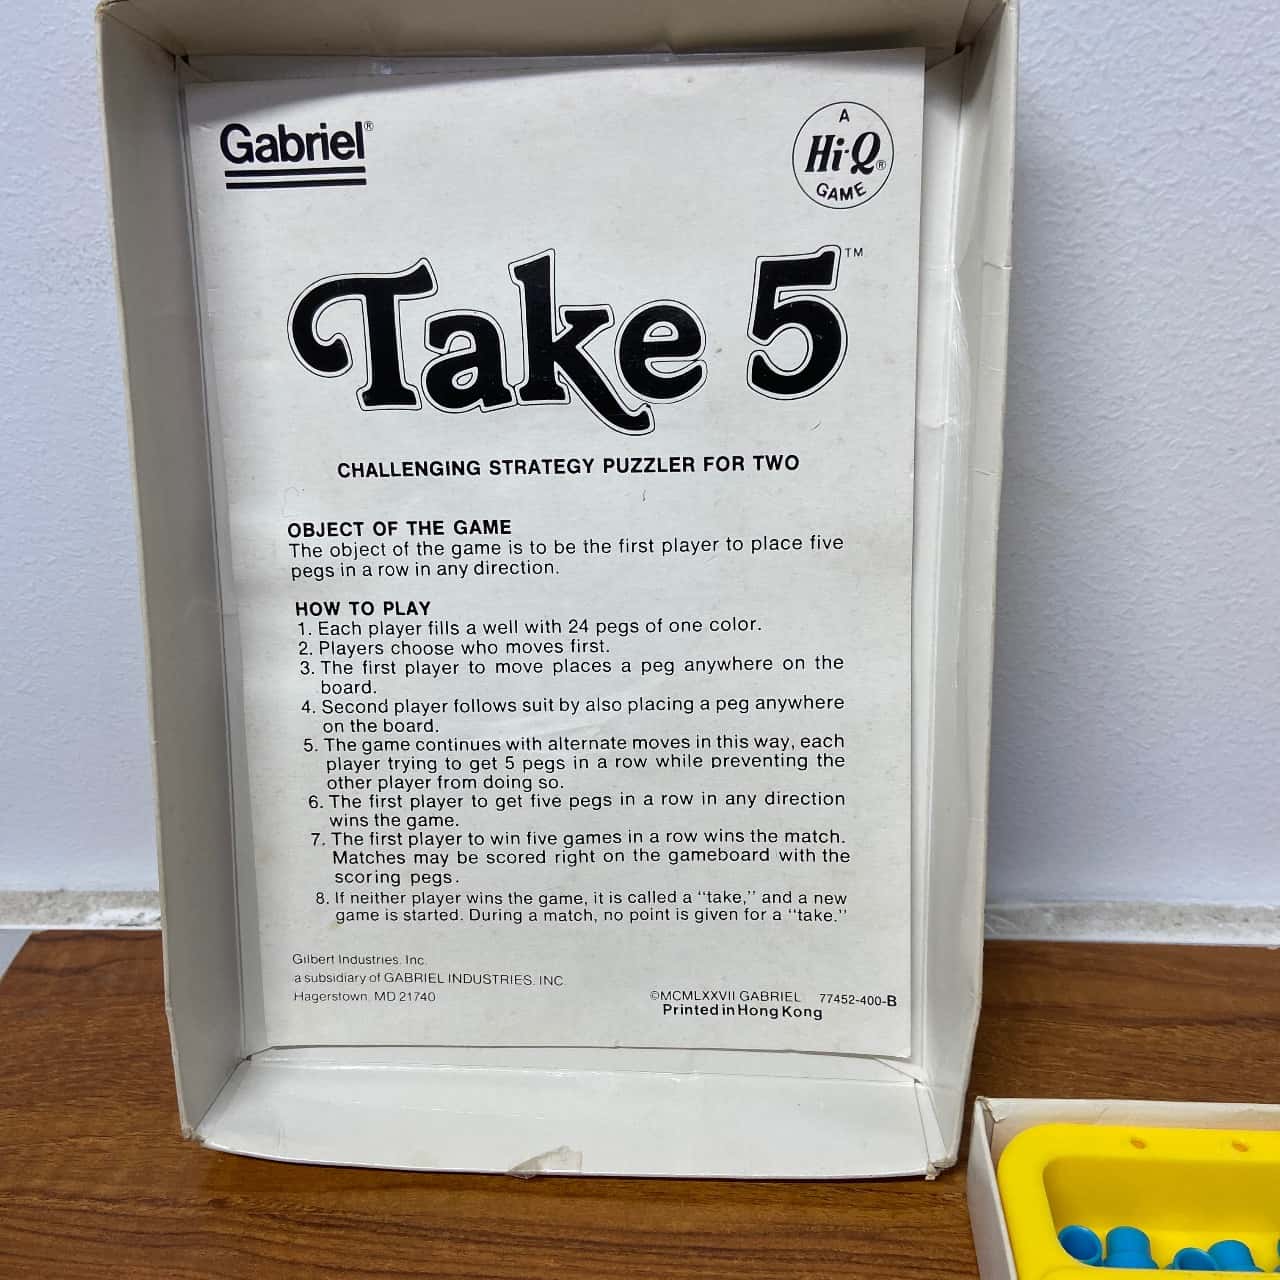 Gabriel®
A
Hi-Q®
GAME
Take 5™
CHALLENGING STRATEGY PUZZLER FOR TWO
OBJECT OF THE GAME
The object of the game is to be the first player to place five
pegs in a row in any direction.
HOW TO PLAY
1. Each player fills a well with 24 pegs of one color.
2. Players choose who moves first.
3. The first player to move places a peg anywhere on the
board.
4. Second player follows suit by also placing a peg anywhere
on the board.
5. The game continues with alternate moves in this way, each
player trying to get 5 pegs in a row while preventing the
other player from doing so.
6. The first player to get five pegs in a row in any direction
wins the game.
7. The first player to win five games in a row wins the match.
Matches may be scored right on the gameboard with the
scoring pegs.
8. If neither player wins the game, it is called a "take," and a new
game is started. During a match, no point is given for a "take."
Gilbert Industries, Inc.
a subsidiary of GABRIEL INDUSTRIES, INC
Hagerstown, MD 21740
©MCMLXXVII GABRIEL 77452-400-B
Printed in Hong Kong